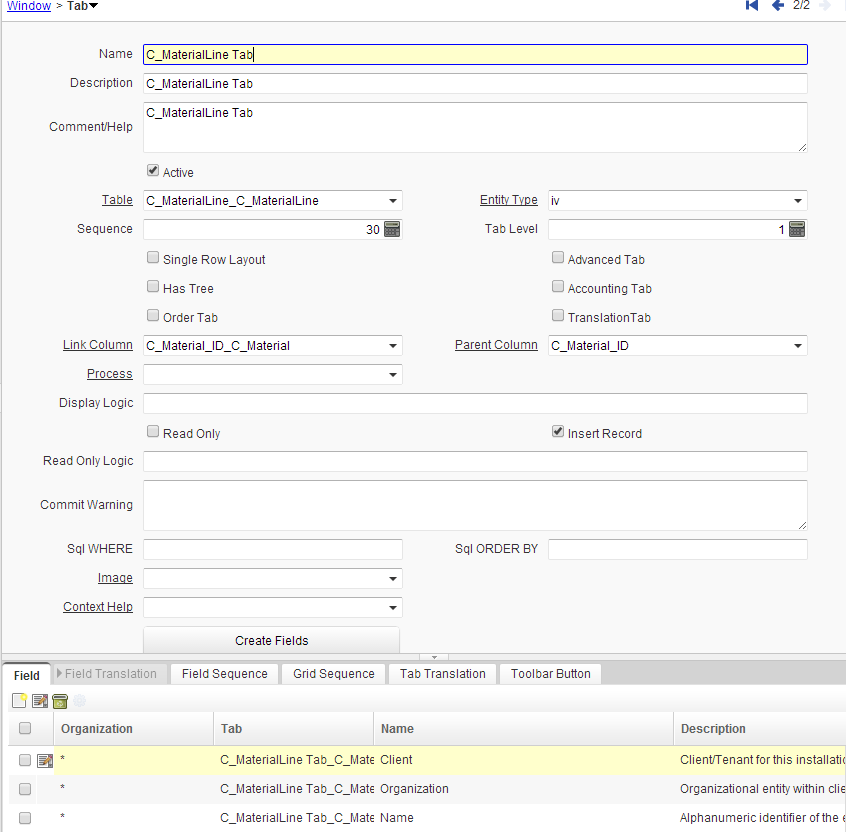 Window > Tab 2/2
Name C_MaterialLine Tab
Description C_MaterialLine Tab
Comment/Help C_MaterialLine Tab
Active
Table C_MaterialLine_C_MaterialLine Entity Type iv
Sequence 30 Tab Level 1
Single Row Layout Advanced Tab
Has Tree Accounting Tab
Order Tab TranslationTab
Link Column C_Material_ID_C_Material Parent Column C_Material_ID
Process
Display Logic
Read Only Insert Record
Read Only Logic
Commit Warning
Sql WHERE Sql ORDER BY
Image
Context Help
Create Fields
Field Field Translation Field Sequence Grid Sequence Tab Translation Toolbar Button
Organization Tab Name Description
* C_MaterialLine Tab_C_Mate Client Client/Tenant for this installati
* C_MaterialLine Tab_C_Mate Organization Organizational entity within clie
* C_MaterialLine Tab_C_Mate Name Alphanumeric identifier of the e